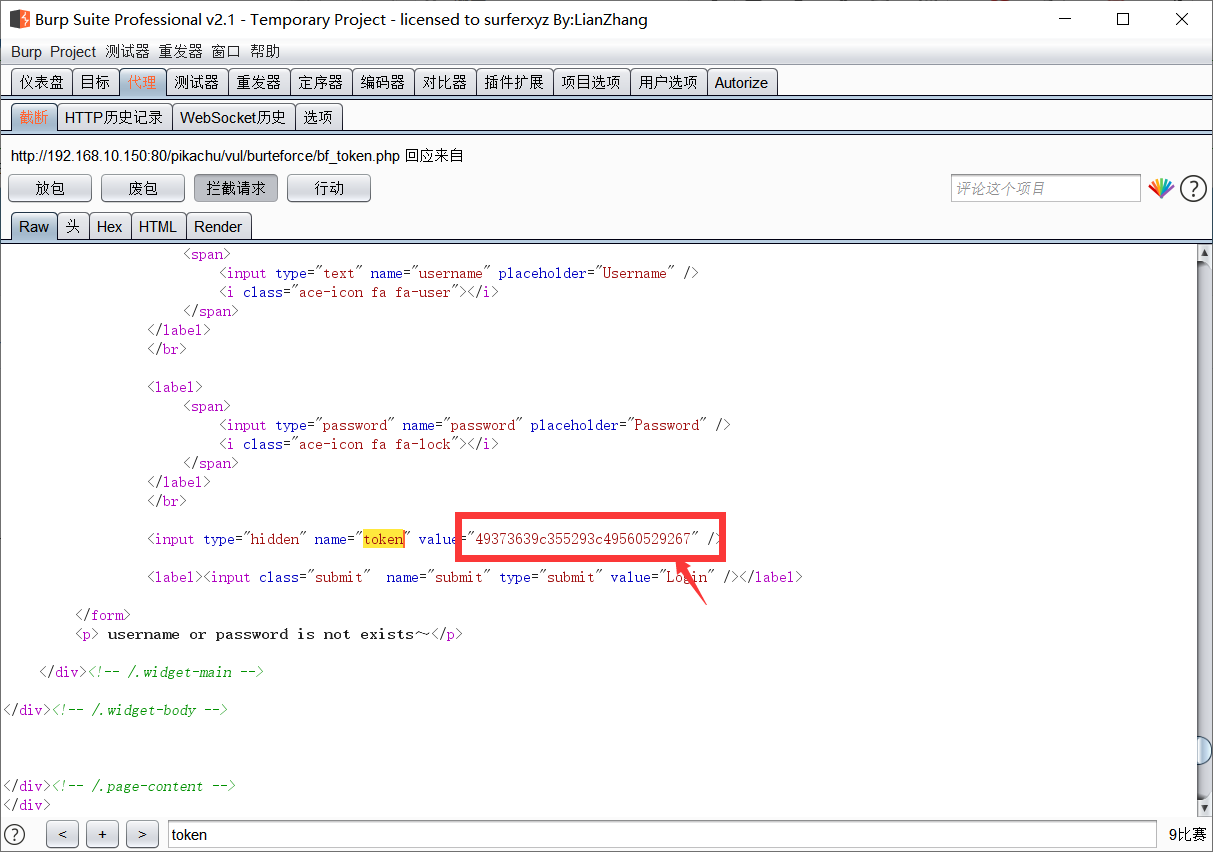 Burp Suite Professional v2.1 - Temporary Project - licensed to surferxyz By:LianZhang
Burp Project 测试器 重发器 窗口 帮助
仪表盘 目标 代理 测试器 重发器 定序器 编码器 对比器 插件扩展 项目选项 用户选项 Autorize
截断 HTTP历史记录 WebSocket历史 选项
http://192.168.10.150:80/pikachu/vul/burteforce/bf_token.php 回应来自
放包 废包 拦截请求 行动 评论这个项目 ?
Raw 头 Hex HTML Render
<span>
<input type="text" name="username" placeholder="Username" />
<i class="ace-icon fa fa-user"></i>
</span>
</label>
</br>
<label>
<span>
<input type="password" name="password" placeholder="Password" />
<i class="ace-icon fa fa-lock"></i>
</span>
</label>
</br>
<input type="hidden" name="token" value="49373639c355293c49560529267" />
<label><input class="submit"  name="submit" type="submit" value="Login" /></label>
</form>
<p> username or password is not exists～</p>
</div><!-- /.widget-main -->
</div><!-- /.widget-body -->
</div><!-- /.page-content -->
</div>
? < + > token 9比赛